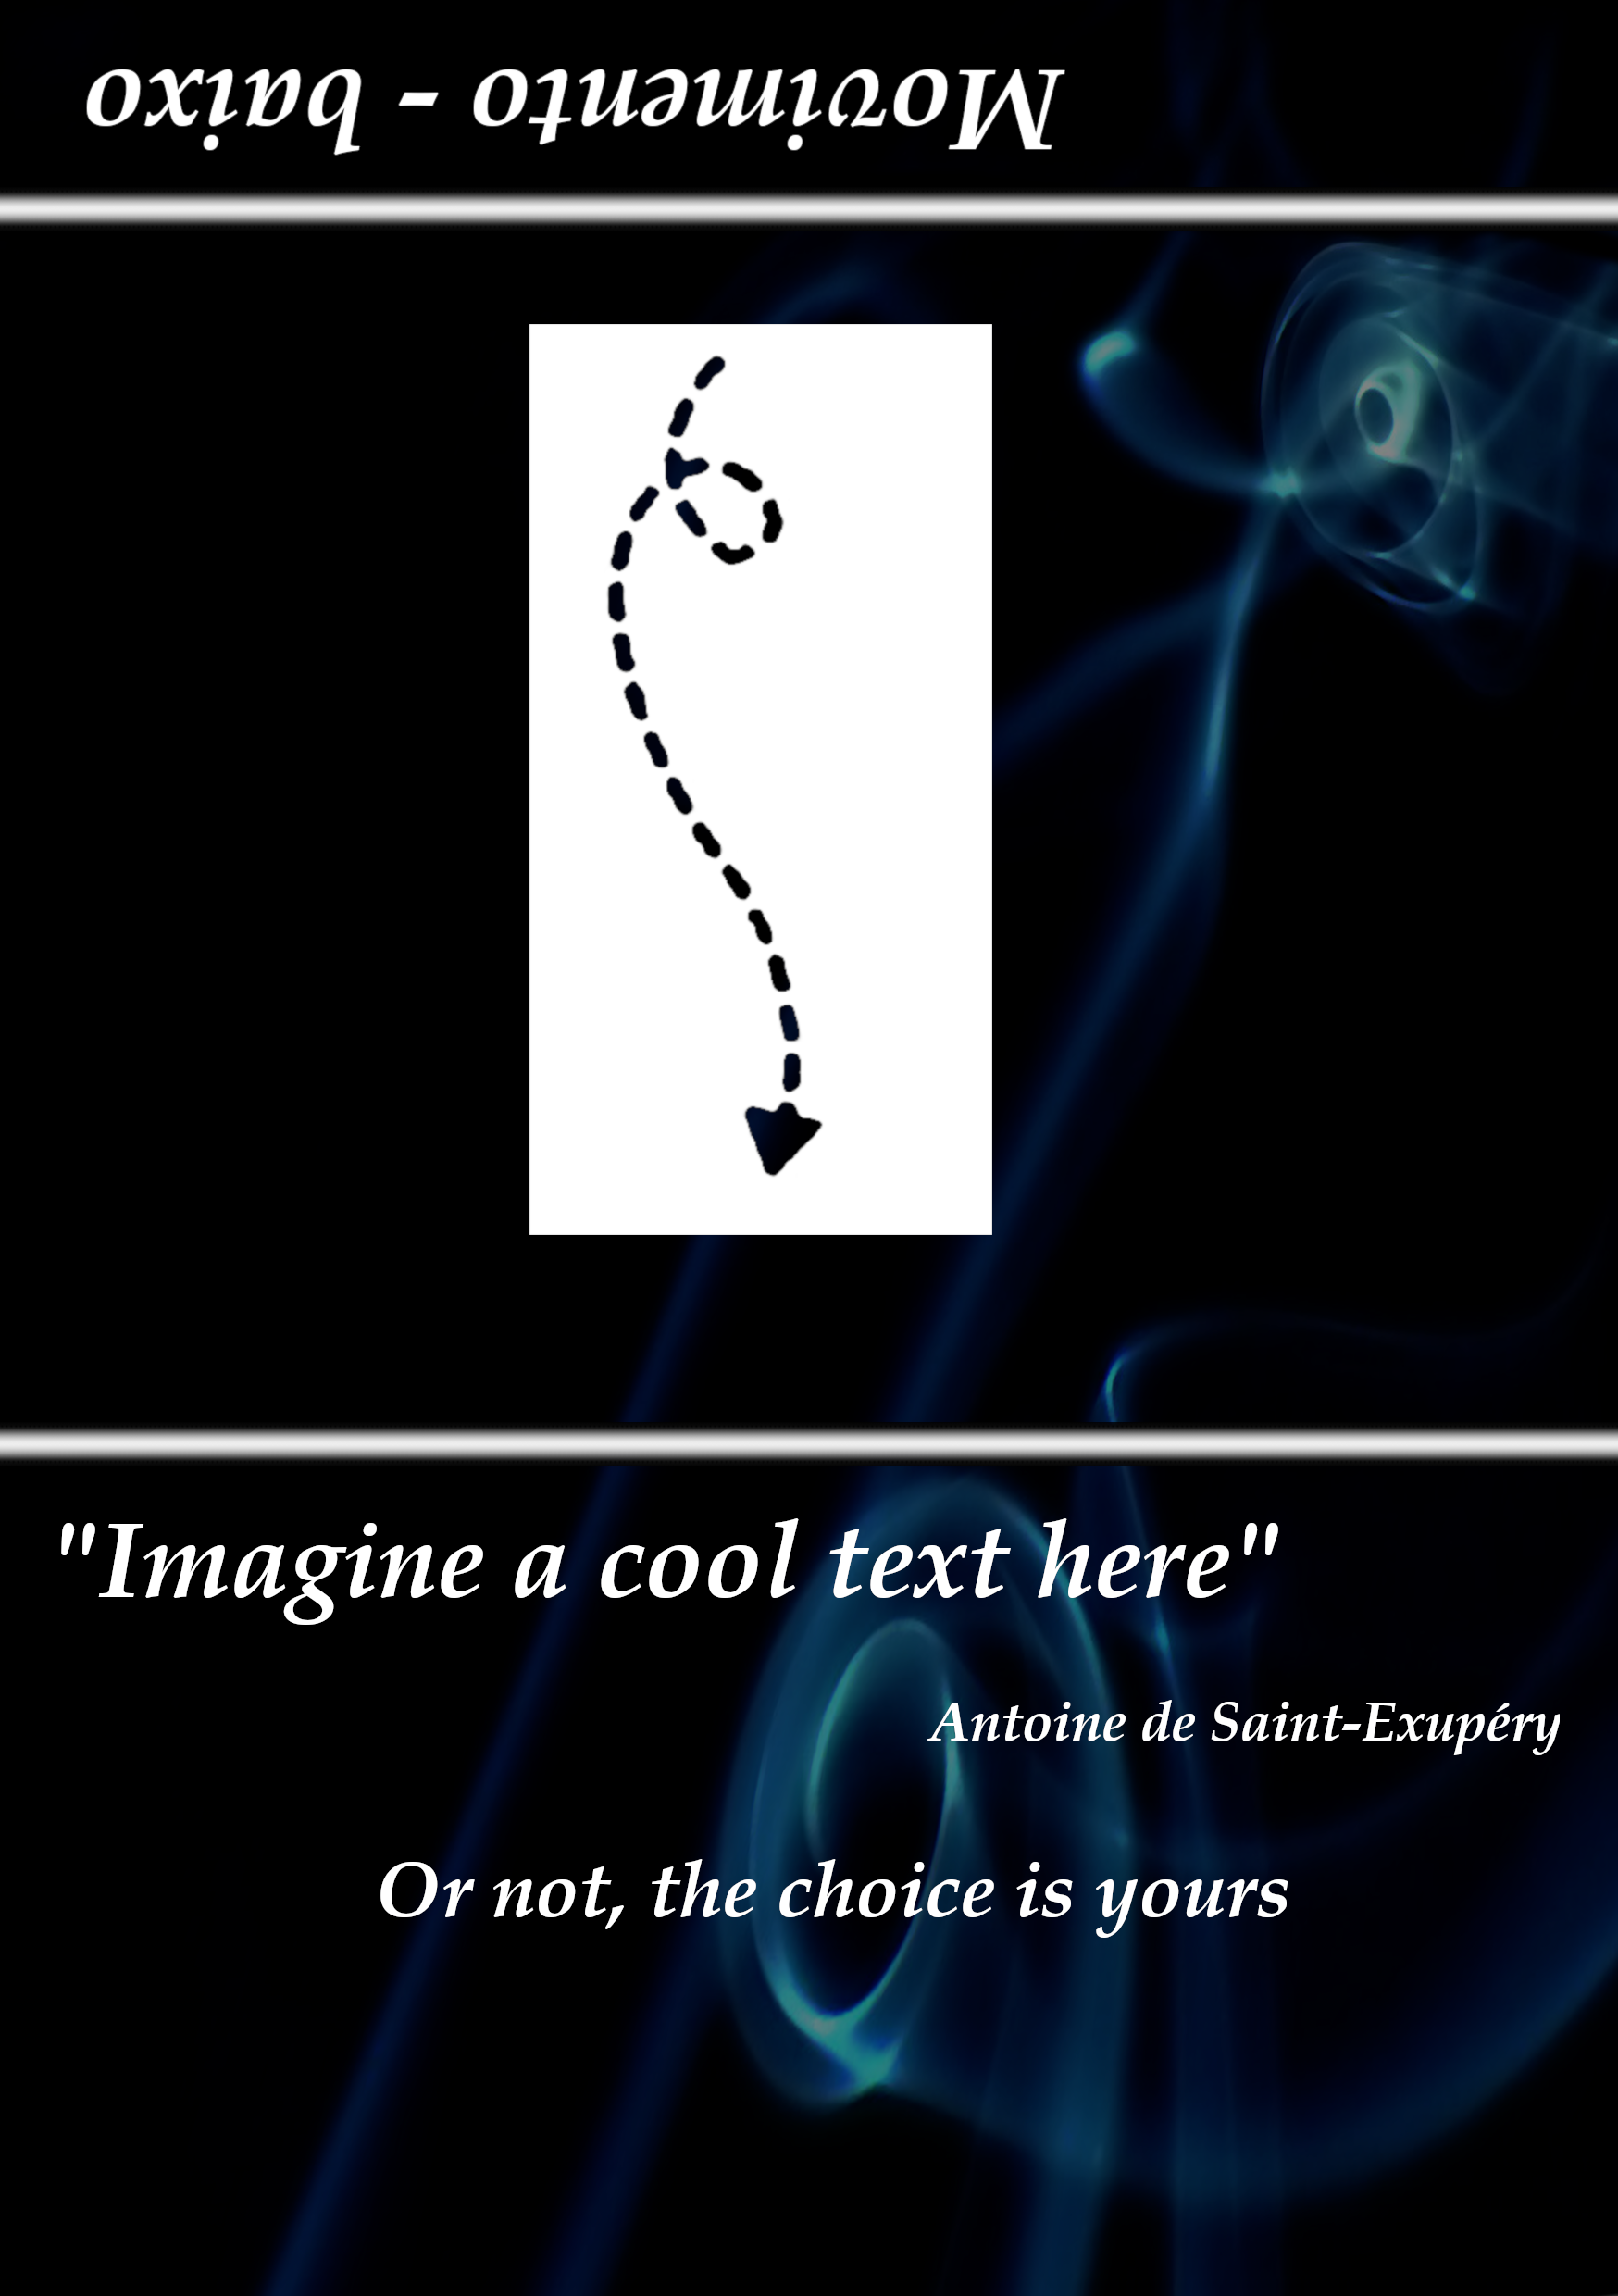 Movimento - baixo
"Imagine a cool text here"
Antoine de Saint-Exupéry
Or not, the choice is yours